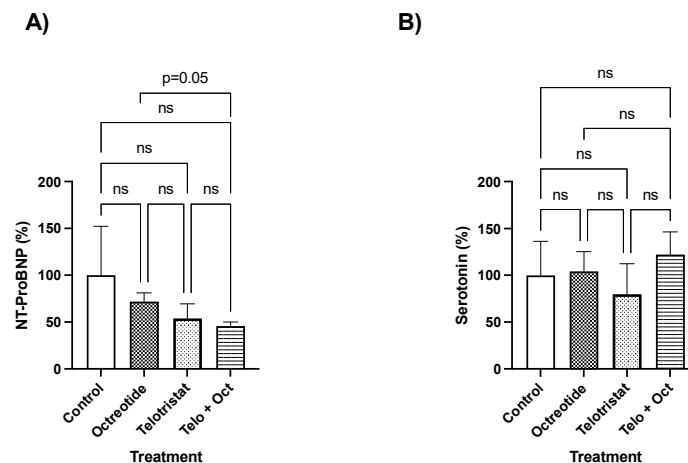 A)
p=0.05
ns
ns
ns ns ns
200
150
100
50
0
NT-ProBNP (%)
Control
Octreotide
Telotristat
Telo + Oct
Treatment
B)
ns
ns
ns
ns ns ns
200
150
100
50
0
Serotonin (%)
Control
Octreotide
Telotristat
Telo + Oct
Treatment